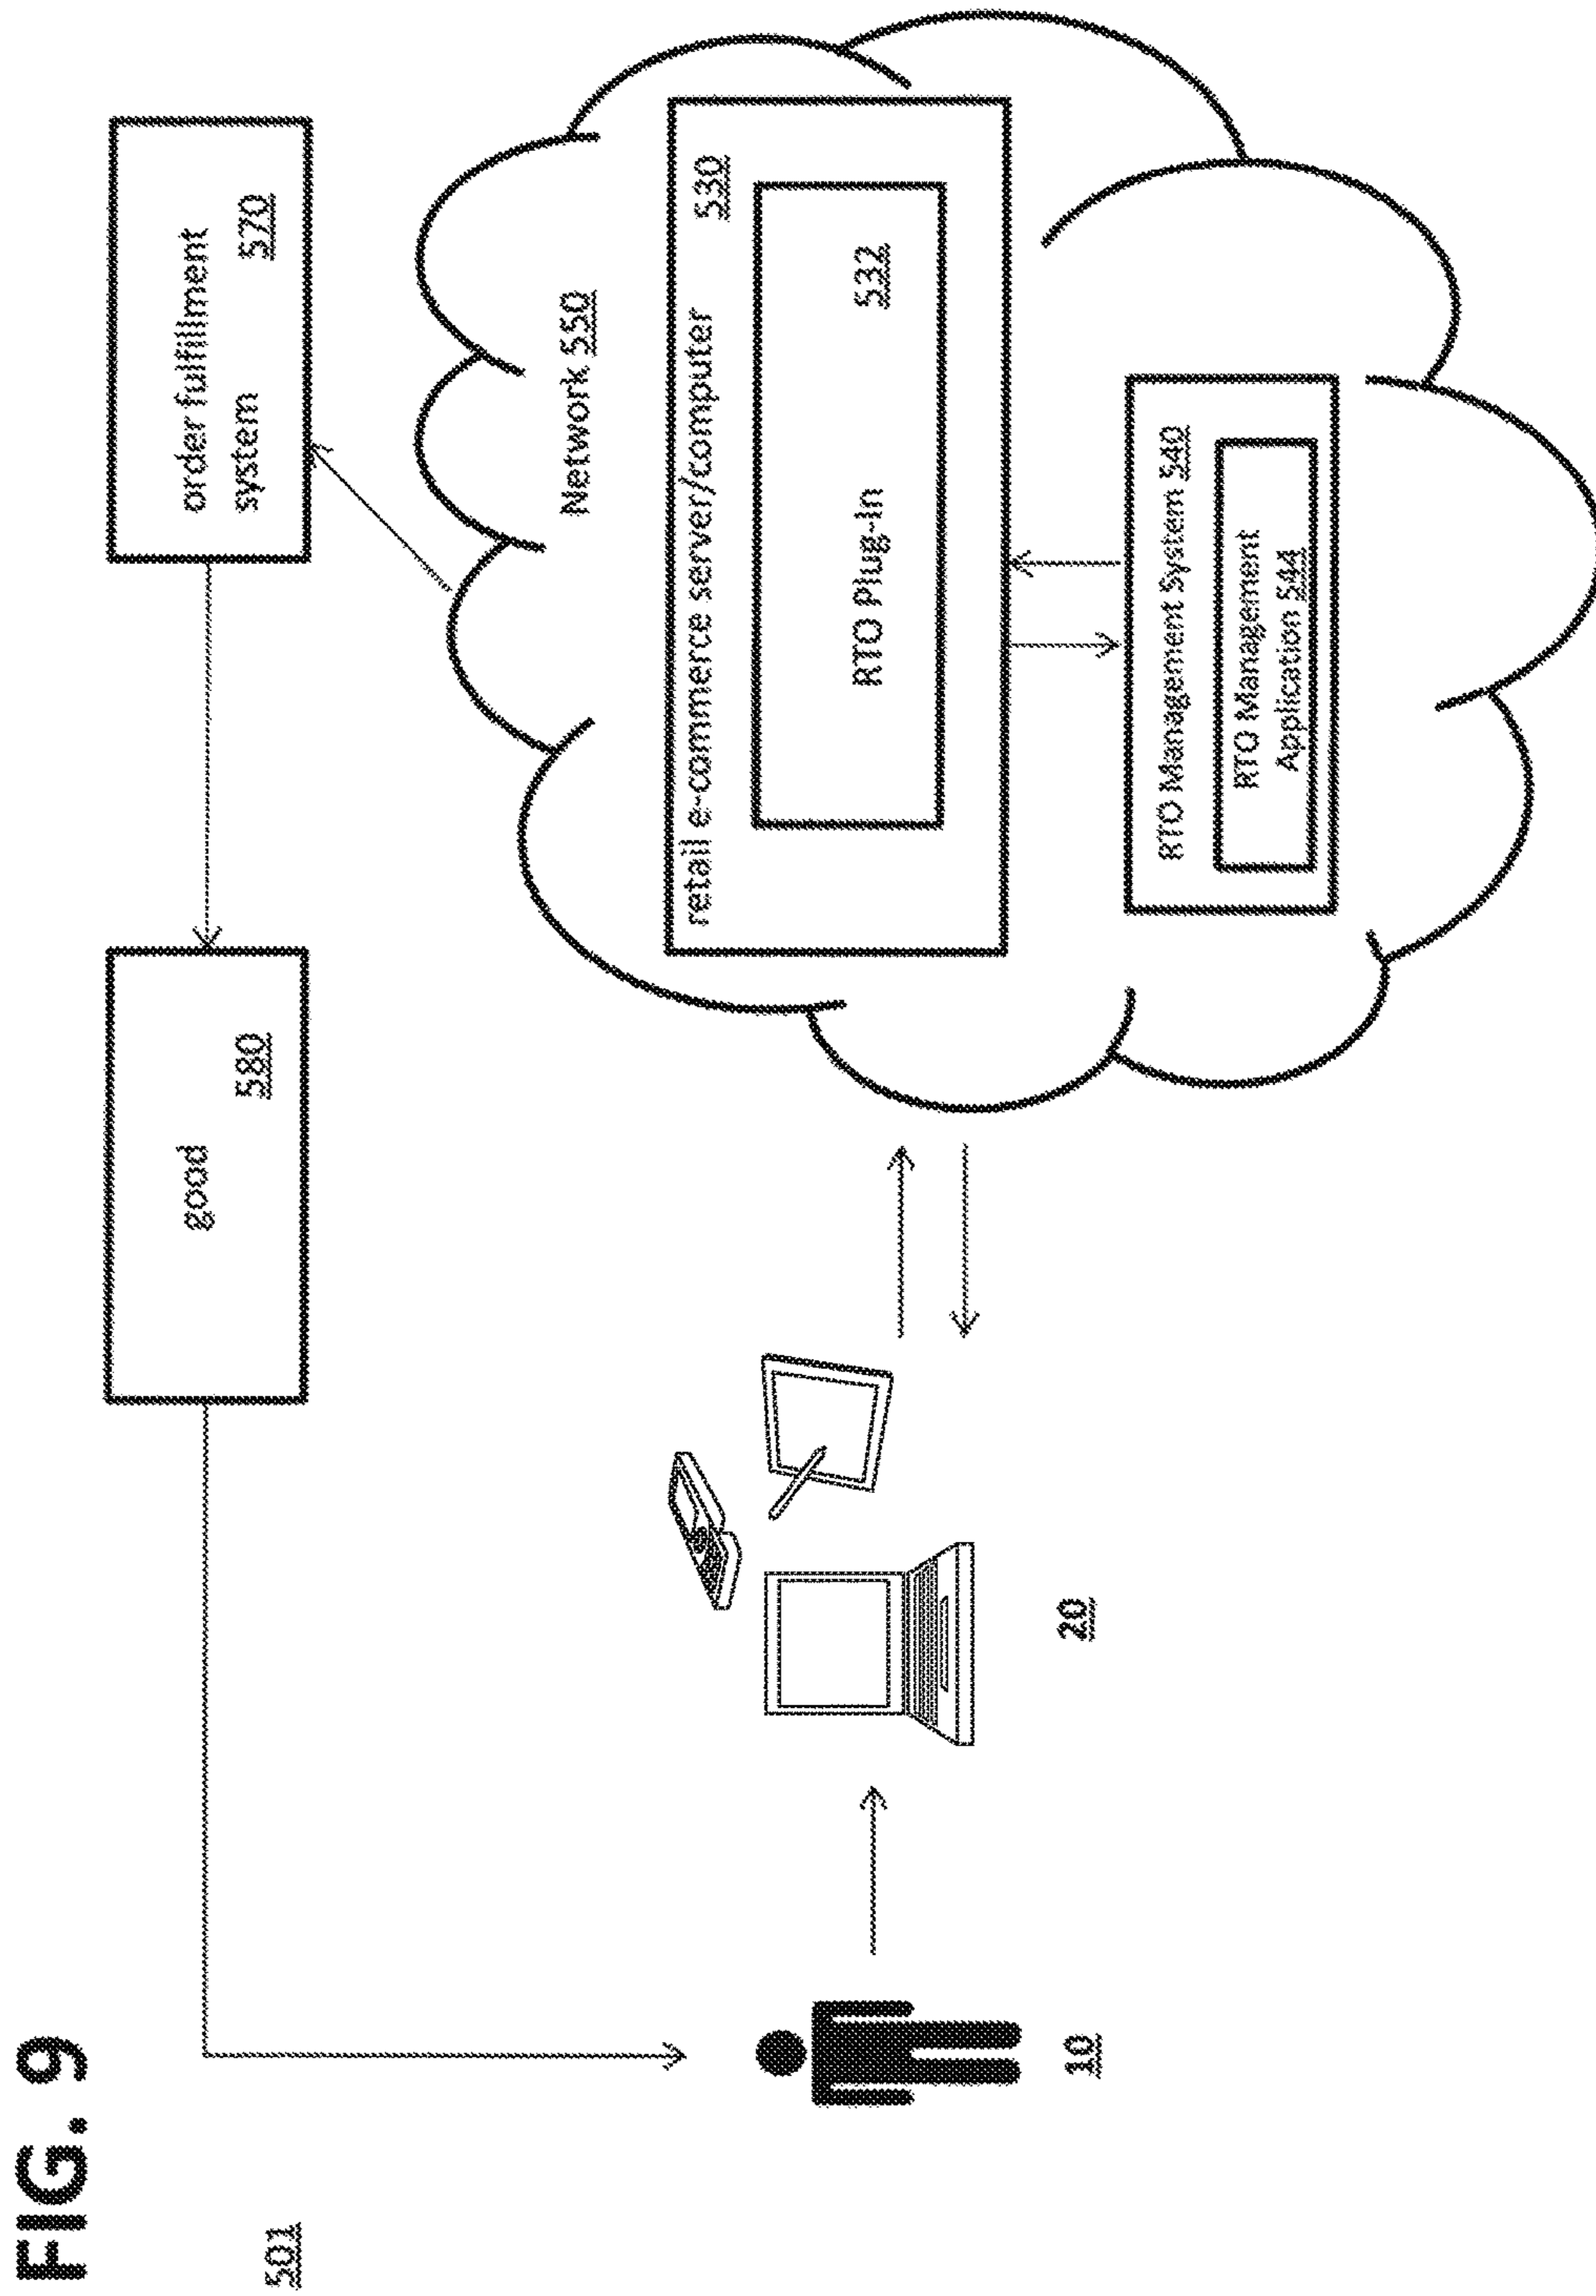 FIG. 9
501
good
580
order fulfillment
system
570
Network 550
retail e-commerce server/computer
530
RTO Plug-In
532
RTO Management System 540
RTO Management
Application 544
10
20